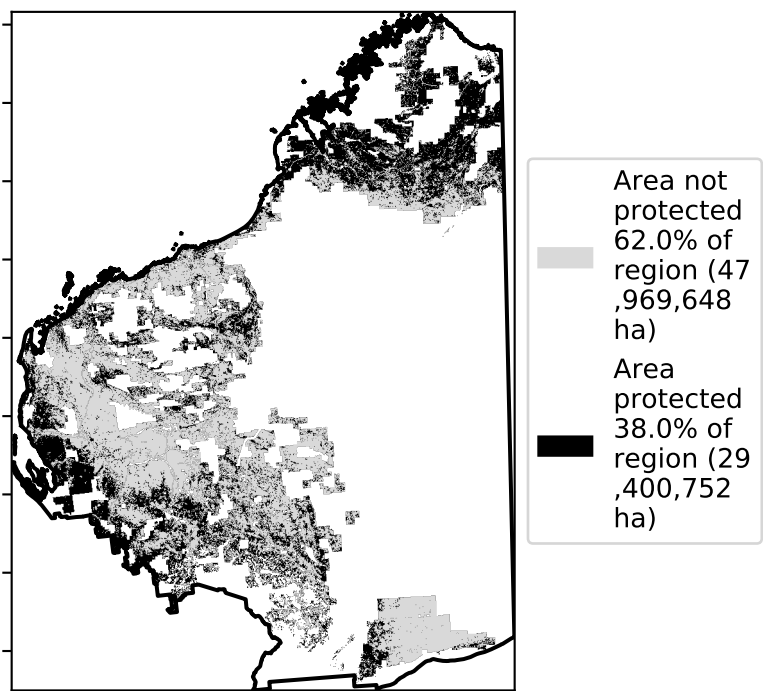 Area not
protected
62.0% of
region (47
,969,648
ha)
Area
protected
38.0% of
region (29
,400,752
ha)